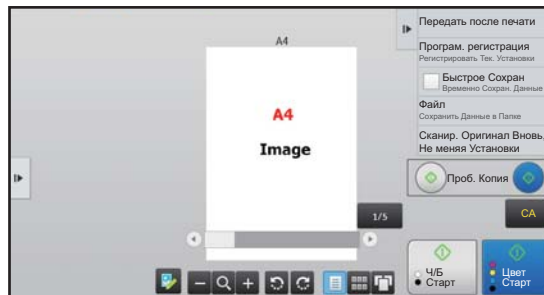 A4
A4
Image
1/5
Передать после печати
Програм. регистрация
Регистрировать Тек. Установки
Быстрое Сохран
Временно Сохран. Данные
Файл
Сохранить Данные в Папке
Сканир. Оригинал Вновь,
Не меняя Установки
Проб. Копия
CA
Ч/Б
Старт
Цвет
Старт